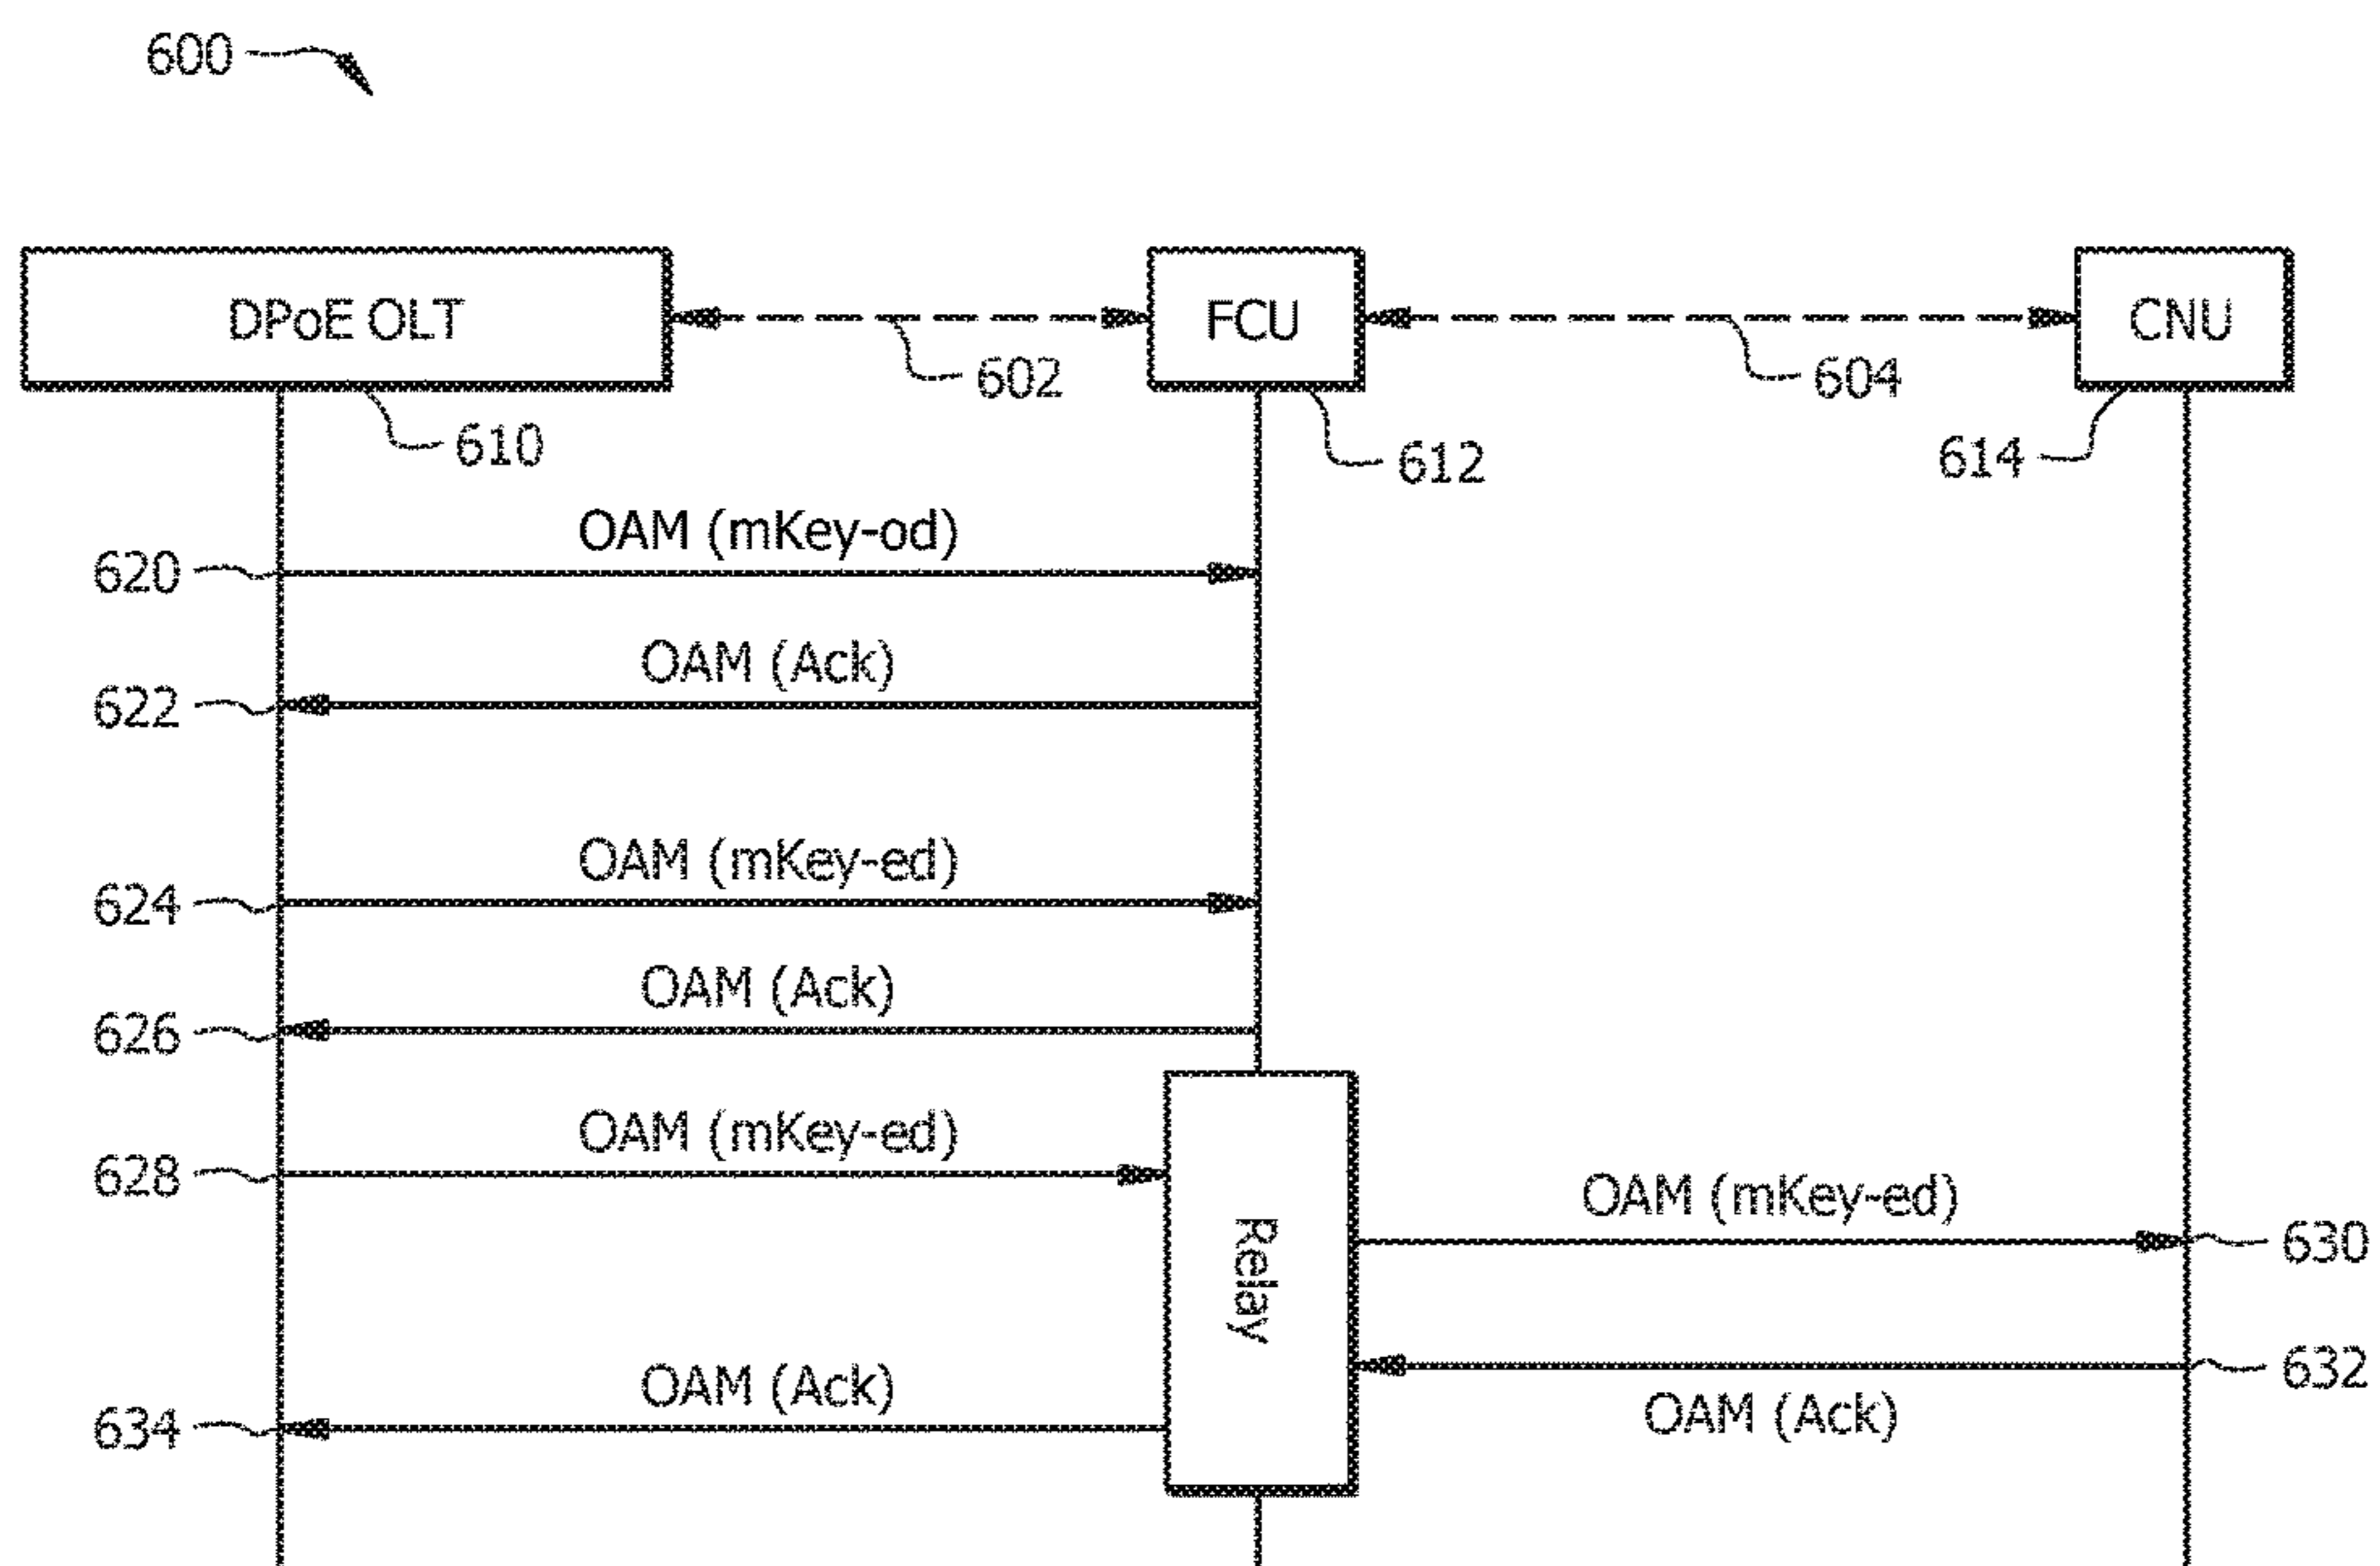 600
DPoE OLT
FCU
CNU
602
604
610
612
614
OAM (mKey-od)
620
OAM (Ack)
622
OAM (mKey-ed)
624
OAM (Ack)
626
OAM (mKey-ed)
628
OAM (mKey-ed)
630
Relay
632
OAM (Ack)
634
OAM (Ack)